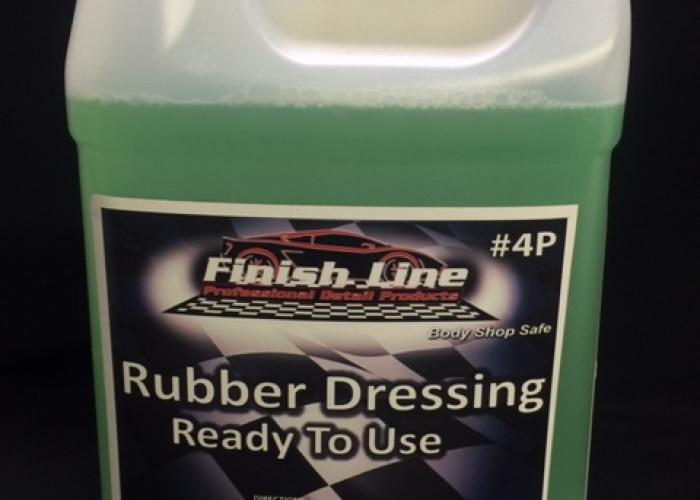 #4P
Finish Line
Professional Detail Products
Body Shop Safe
Rubber Dressing
Ready To Use